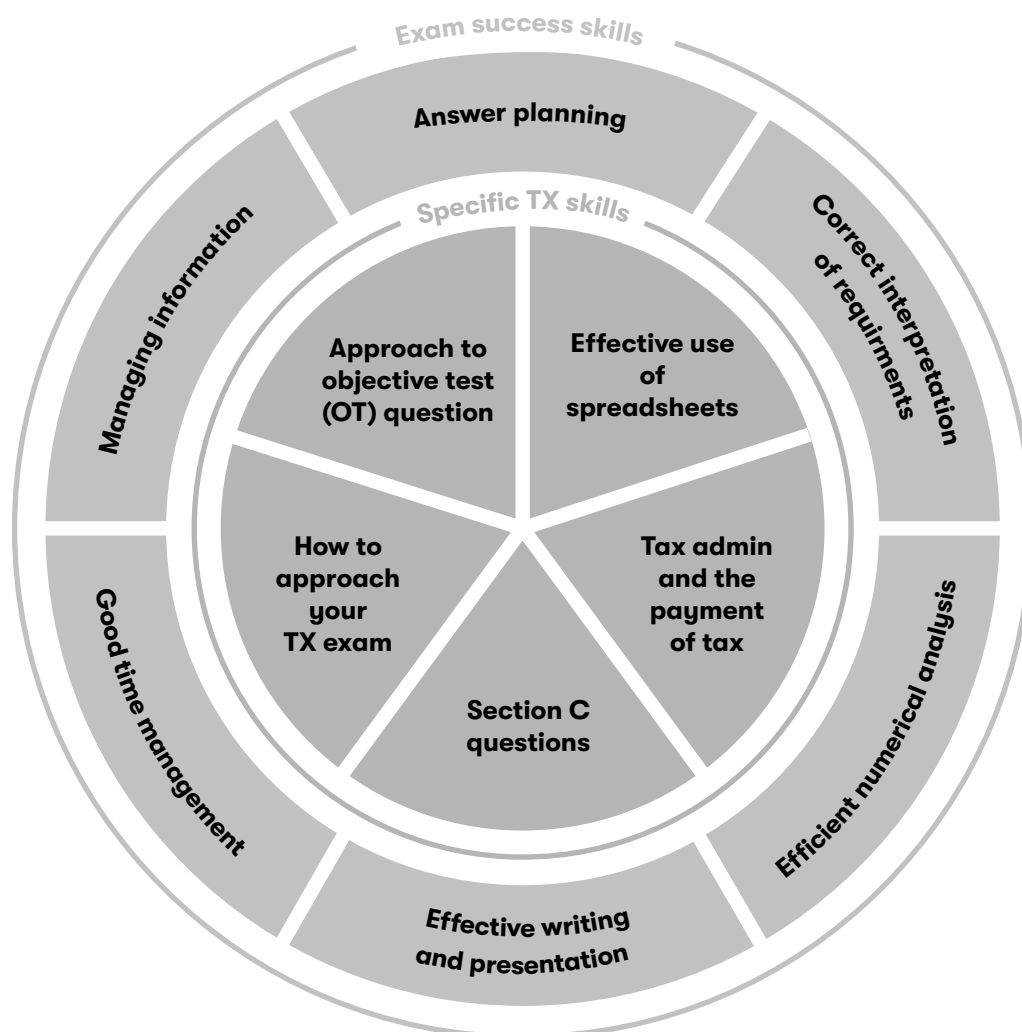 Exam success skills
Answer planning
Correct interpretation
of requirments
Efficient numerical analysis
Effective writing
and presentation
Good time management
Managing information
Specific TX skills
Approach to
objective test
(OT) question
Effective use
of
spreadsheets
Tax admin
and the
payment
of tax
Section C
questions
How to
approach
your
TX exam